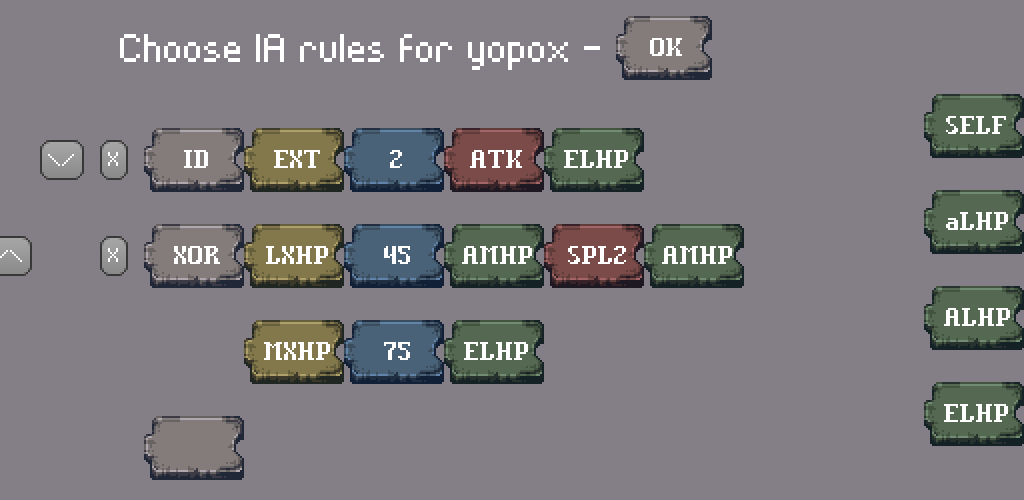 Choose IA rules for yopox - OK
SELF
X ID EXT 2 ATK ELHP
aLHP
X XOR LXHP 45 AMHP SPL2 AMHP
ALHP
MXHP 75 ELHP
ELHP